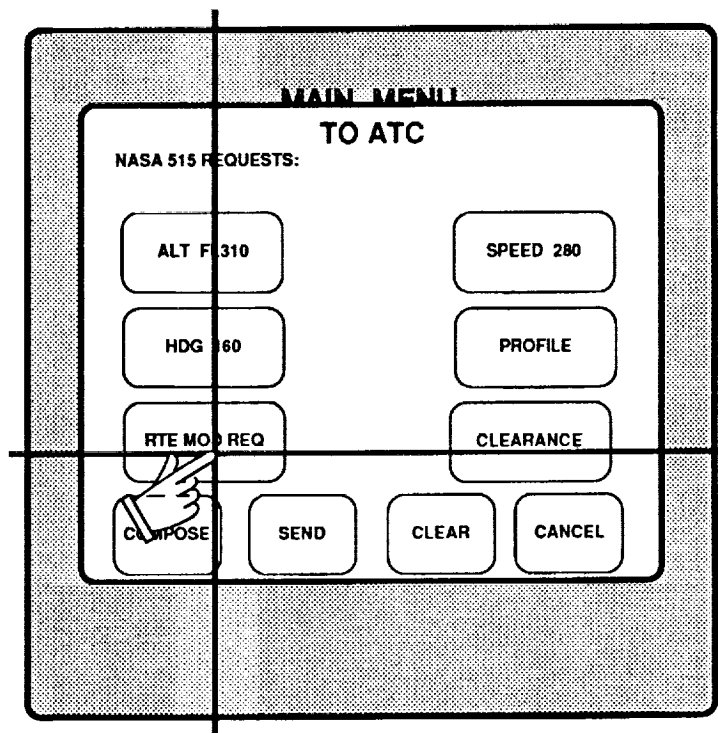 MAIN MENU
TO ATC
NASA 515 REQUESTS:
ALT FL310
SPEED 280
HDG 160
PROFILE
RTE MOD REQ
CLEARANCE
COMPOSE
SEND
CLEAR
CANCEL